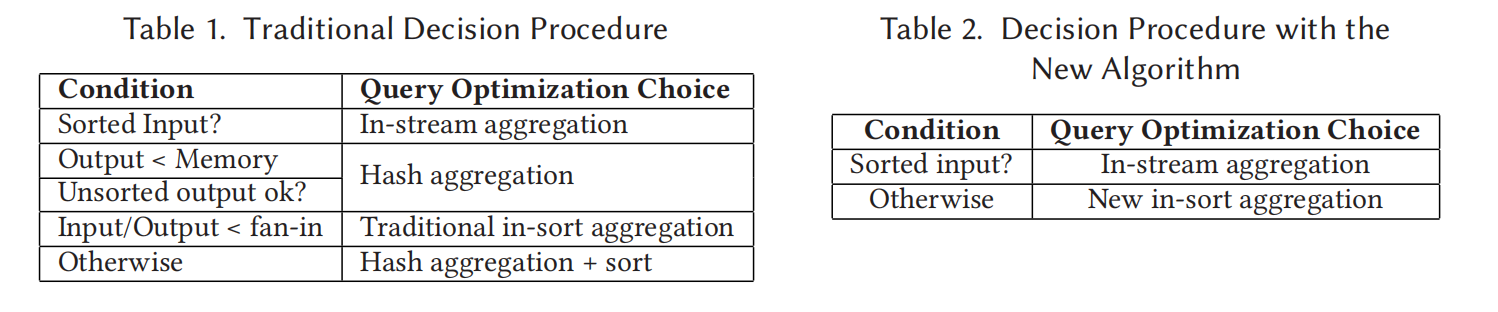 Table 1. Traditional Decision Procedure
Condition Query Optimization Choice
Sorted Input? In-stream aggregation
Output < Memory
Hash aggregation
Unsorted output ok?
Input/Output < fan-in Traditional in-sort aggregation
Otherwise Hash aggregation + sort
Table 2. Decision Procedure with the
New Algorithm
Condition Query Optimization Choice
Sorted input? In-stream aggregation
Otherwise New in-sort aggregation